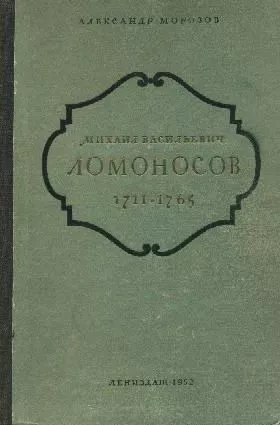 АЛЕКСАНДР МОРОЗОВ
МИХАИЛ ВАСИЛЬЕВИЧ
ЛОМОНОСОВ
1711-1765
ЛЕНИЗДАТ-1952